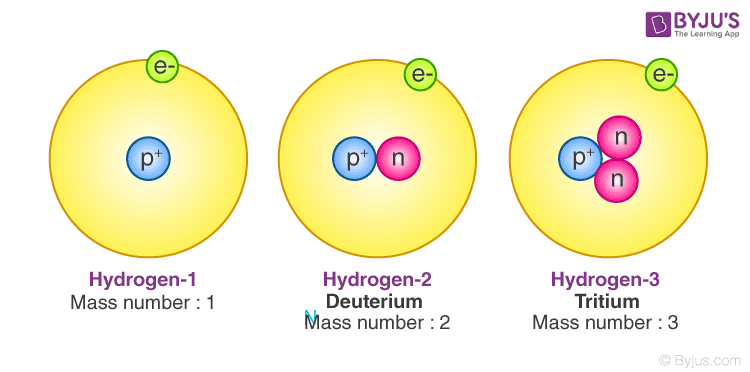 BYJU'S
The Learning App
e-
p+
Hydrogen-1
Mass number : 1
e-
p+ n
Hydrogen-2
Deuterium
N
Mass number : 2
e-
n
p+
n
Hydrogen-3
Tritium
Mass number : 3
© Byjus.com